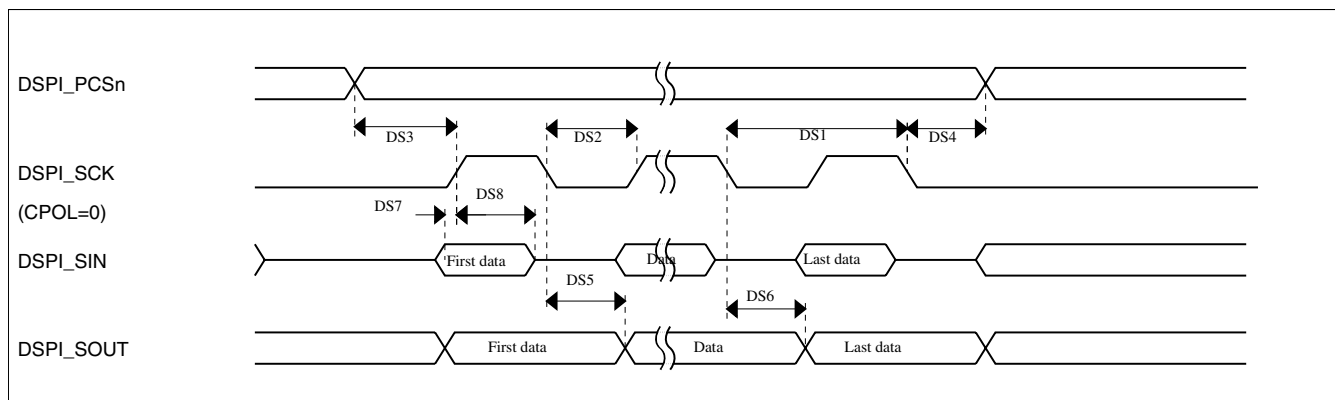 DSPI_PCSn
DS3
DS2
DS1
DS4
DSPI_SCK
(CPOL=0)
DS7
DS8
DSPI_SIN
First data
Data
Last data
DS5
DS6
DSPI_SOUT
First data
Data
Last data